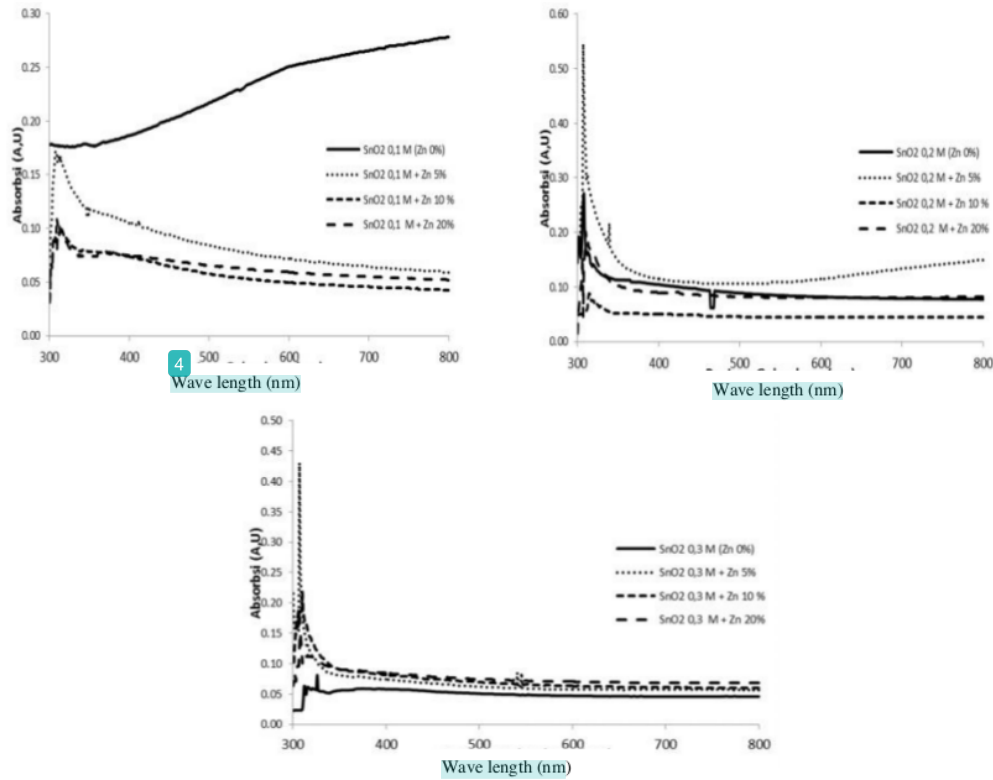 0.30
0.25
0.20
0.15
0.10
0.05
0.00
Absorbsi (A,U)
SnO2 0,1 M (Zn 0%)
SnO2 0,1 M + Zn 5%
SnO2 0,1 M + Zn 10 %
SnO2 0,1 M + Zn 20%
300 400 500 600 700 800
4
Wave length (nm)
0.60
0.50
0.40
0.30
0.20
0.10
0.00
Absorbsi (A,U)
SnO2 0,2 M (Zn 0%)
SnO2 0,2 M + Zn 5%
SnO2 0,2 M + Zn 10 %
SnO2 0,2 M + Zn 20%
300 400 500 600 700 800
Wave length (nm)
0.50
0.45
0.40
0.35
0.30
0.25
0.20
0.15
0.10
0.05
0.00
Absorbsi (A,U)
SnO2 0,3 M (Zn 0%)
SnO2 0,3 M + Zn 5%
SnO2 0,3 M + Zn 10 %
SnO2 0,3 M + Zn 20%
300 400 500 600 700 800
Wave length (nm)